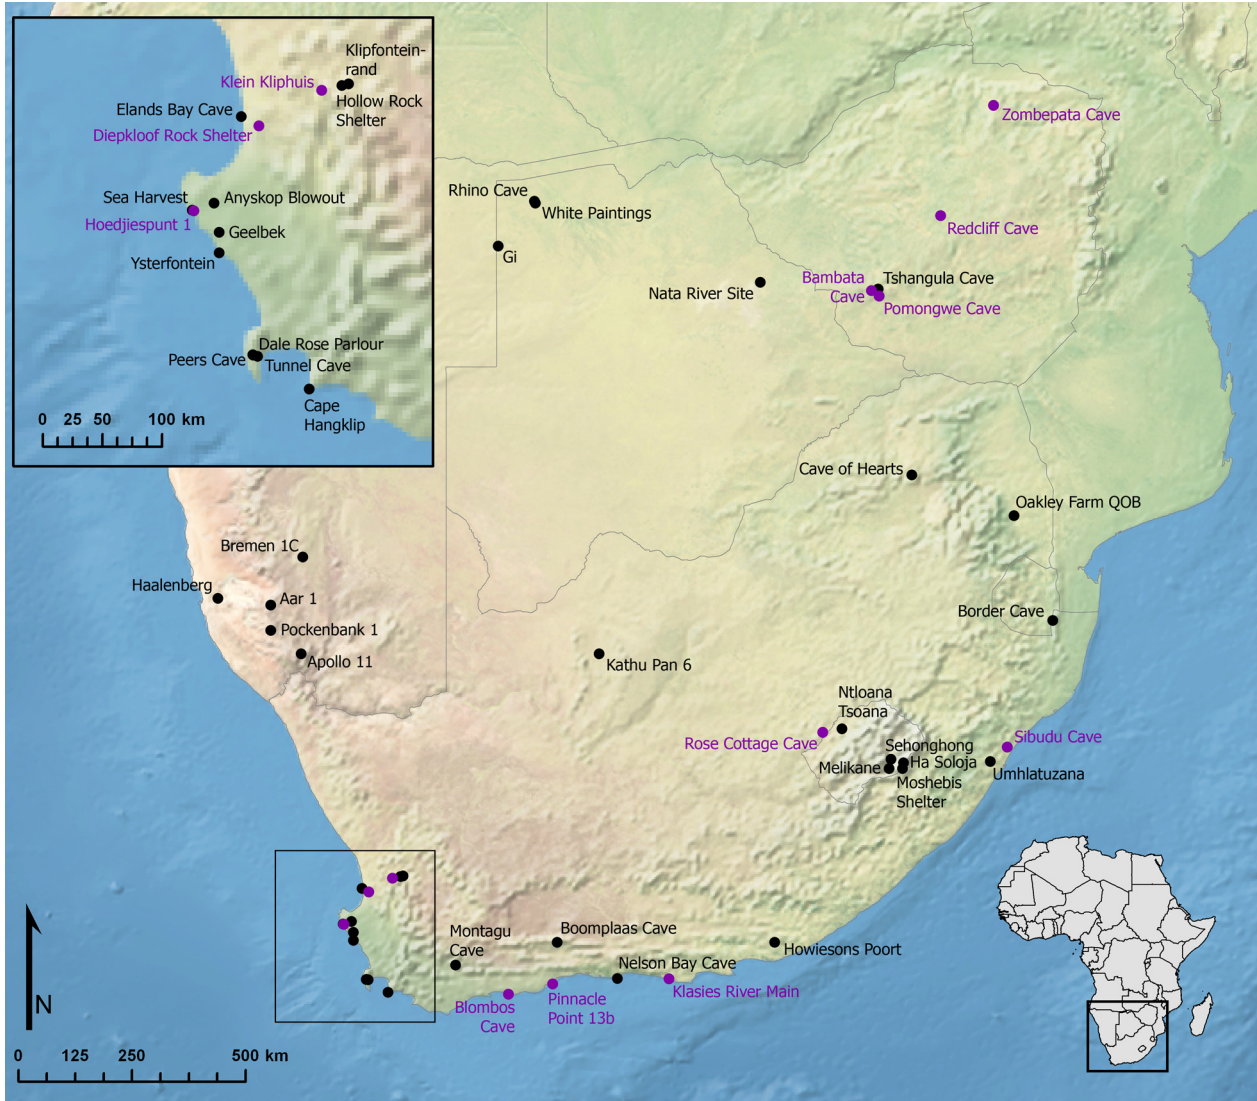 Klipfontein-
rand
Klein Kliphuis
Hollow Rock
Shelter
Elands Bay Cave
Diepkloof Rock Shelter
Sea Harvest
Anyskop Blowout
Hoedjiespunt 1
Geelbek
Ysterfontein
Dale Rose Parlour
Peers Cave
Tunnel Cave
Cape
Hangklip
0 25 50 100 km
Zombepata Cave
Rhino Cave
White Paintings
Redcliff Cave
Gi
Nata River Site
Bambata
Cave
Tshangula Cave
Pomongwe Cave
Cave of Hearts
Oakley Farm QOB
Bremen 1C
Haalenberg
Aar 1
Pockenbank 1
Apollo 11
Border Cave
Kathu Pan 6
Ntloana
Tsoana
Rose Cottage Cave
Sehonghong
Ha Soloja
Melikane
Moshebis
Shelter
Sibudu Cave
Umhlatuzana
Montagu
Cave
Boomplaas Cave
Howiesons Poort
Nelson Bay Cave
Klasies River Main
Blombos
Cave
Pinnacle
Point 13b
N
0 125 250 500 km